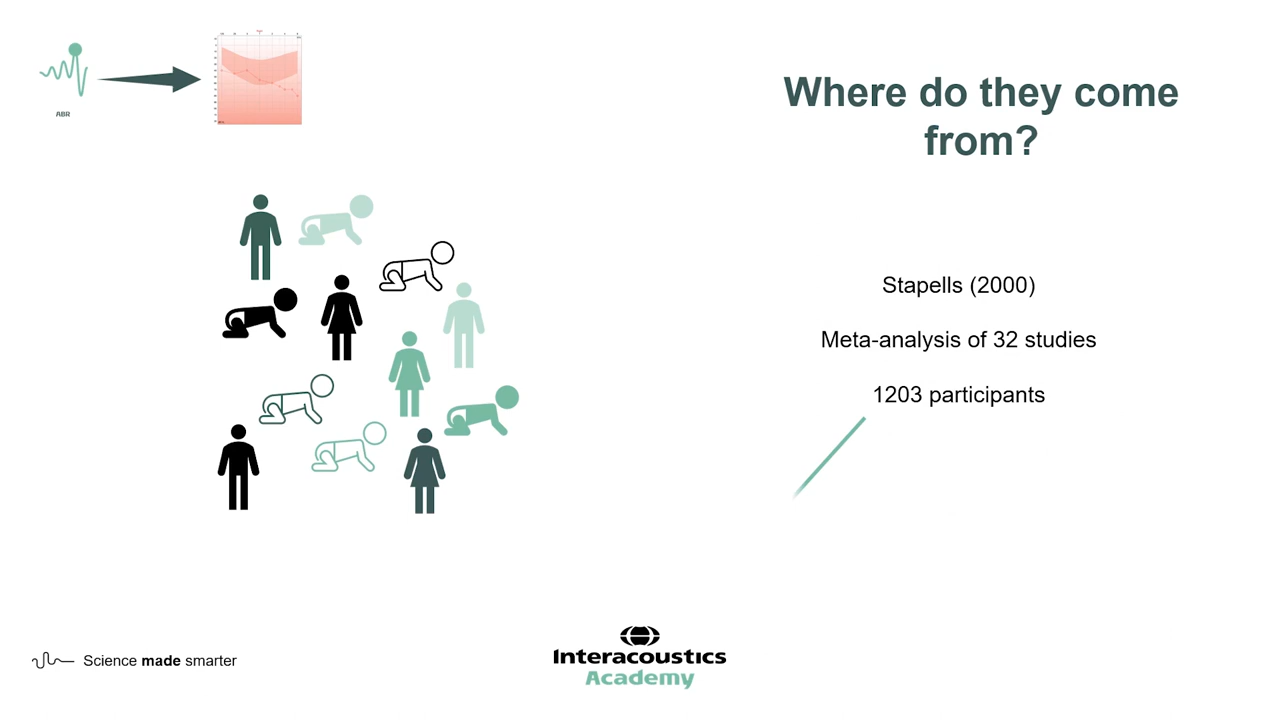 ABR
Where do they come
from?
Stapells (2000)
Meta-analysis of 32 studies
1203 participants
Science made smarter
Interacoustics
Academy